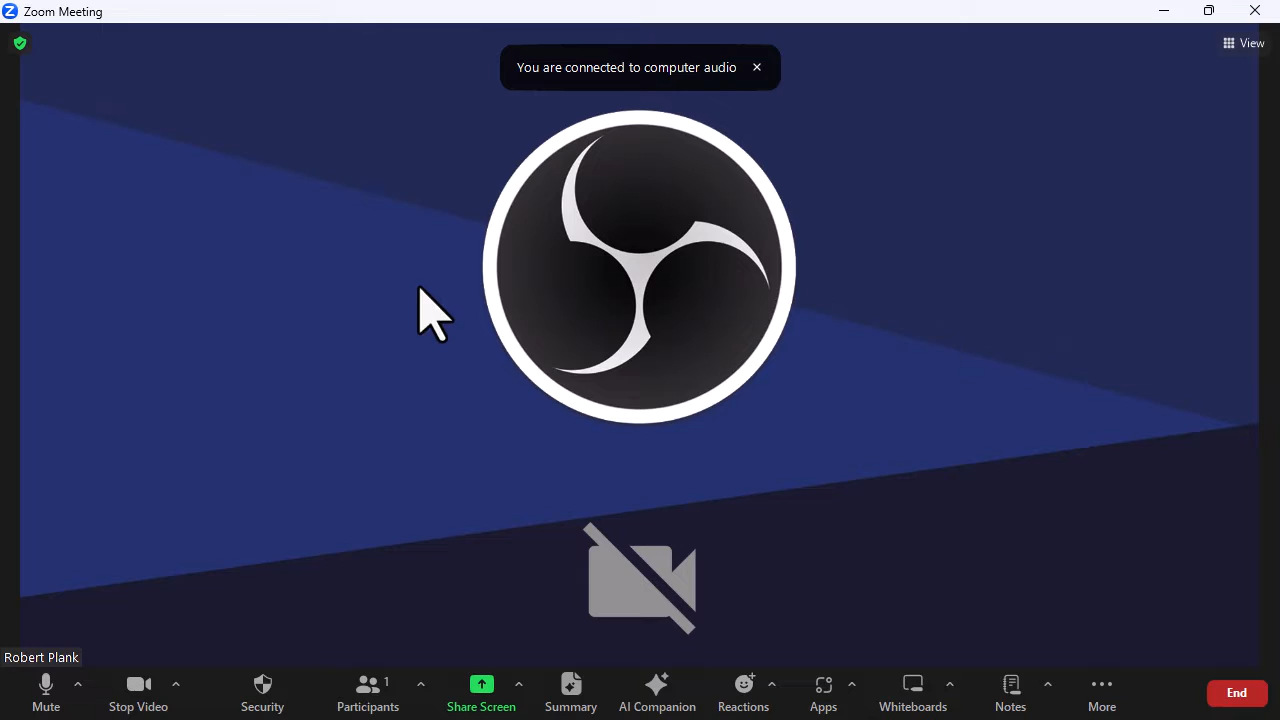 Zoom Meeting
View
You are connected to computer audio
Robert Plank
1
Mute
Stop Video
Security
Participants
Share Screen
Summary
AI Companion
Reactions
Apps
Whiteboards
Notes
More
End